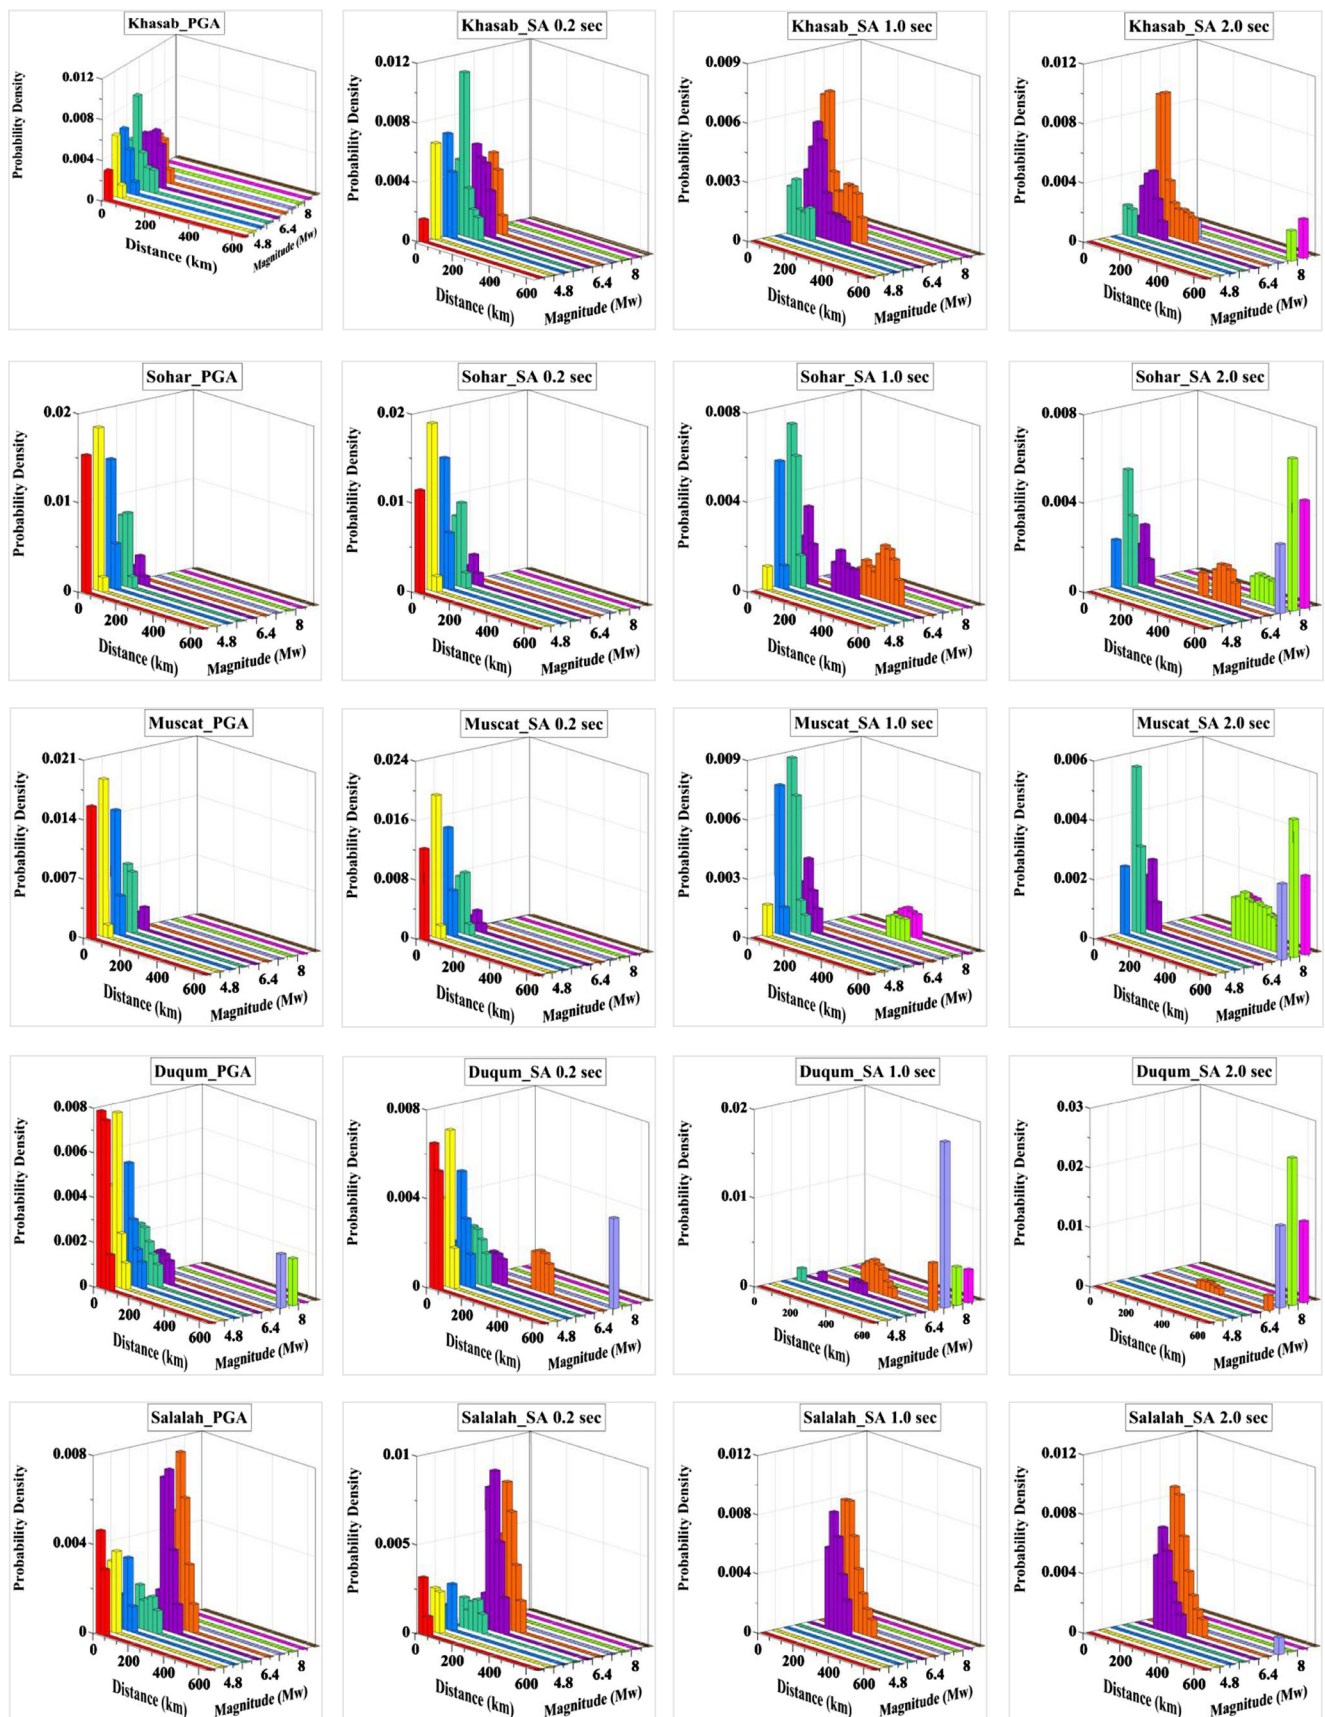 Khasab_PGA
Probability Density
0.012
0.008
0.004
0
0
200
400
600
Distance (km)
4.8
6.4
8
Magnitude (Mw)
Khasab_SA 0.2 sec
Probability Density
0.012
0.008
0.004
0
0
200
400
600
Distance (km)
4.8
6.4
8
Magnitude (Mw)
Khasab_SA 1.0 sec
Probability Density
0.009
0.006
0.003
0
0
200
400
600
Distance (km)
4.8
6.4
8
Magnitude (Mw)
Khasab_SA 2.0 sec
Probability Density
0.012
0.008
0.004
0
0
200
400
600
Distance (km)
4.8
6.4
8
Magnitude (Mw)
Sohar_PGA
Probability Density
0.02
0.01
0
0
200
400
600
Distance (km)
4.8
6.4
8
Magnitude (Mw)
Sohar_SA 0.2 sec
Probability Density
0.02
0.01
0
0
200
400
600
Distance (km)
4.8
6.4
8
Magnitude (Mw)
Sohar_SA 1.0 sec
Probability Density
0.008
0.004
0
0
200
400
600
Distance (km)
4.8
6.4
8
Magnitude (Mw)
Sohar_SA 2.0 sec
Probability Density
0.008
0.004
0
0
200
400
600
Distance (km)
4.8
6.4
8
Magnitude (Mw)
Muscat_PGA
Probability Density
0.021
0.014
0.007
0
0
200
400
600
Distance (km)
4.8
6.4
8
Magnitude (Mw)
Muscat_SA 0.2 sec
Probability Density
0.024
0.016
0.008
0
0
200
400
600
Distance (km)
4.8
6.4
8
Magnitude (Mw)
Muscat_SA 1.0 sec
Probability Density
0.009
0.006
0.003
0
0
200
400
600
Distance (km)
4.8
6.4
8
Magnitude (Mw)
Muscat_SA 2.0 sec
Probability Density
0.006
0.004
0.002
0
0
200
400
600
Distance (km)
4.8
6.4
8
Magnitude (Mw)
Duqum_PGA
Probability Density
0.008
0.006
0.004
0.002
0
0
200
400
600
Distance (km)
4.8
6.4
8
Magnitude (Mw)
Duqum_SA 0.2 sec
Probability Density
0.008
0.004
0
0
200
400
600
Distance (km)
4.8
6.4
8
Magnitude (Mw)
Duqum_SA 1.0 sec
Probability Density
0.02
0.01
0
0
200
400
600
Distance (km)
4.8
6.4
8
Magnitude (Mw)
Duqum_SA 2.0 sec
Probability Density
0.03
0.02
0.01
0
0
200
400
600
Distance (km)
4.8
6.4
8
Magnitude (Mw)
Salalah_PGA
Probability Density
0.008
0.004
0
0
200
400
600
Distance (km)
4.8
6.4
8
Magnitude (Mw)
Salalah_SA 0.2 sec
Probability Density
0.01
0.005
0
0
200
400
600
Distance (km)
4.8
6.4
8
Magnitude (Mw)
Salalah_SA 1.0 sec
Probability Density
0.012
0.008
0.004
0
0
200
400
600
Distance (km)
4.8
6.4
8
Magnitude (Mw)
Salalah_SA 2.0 sec
Probability Density
0.012
0.008
0.004
0
0
200
400
600
Distance (km)
4.8
6.4
8
Magnitude (Mw)